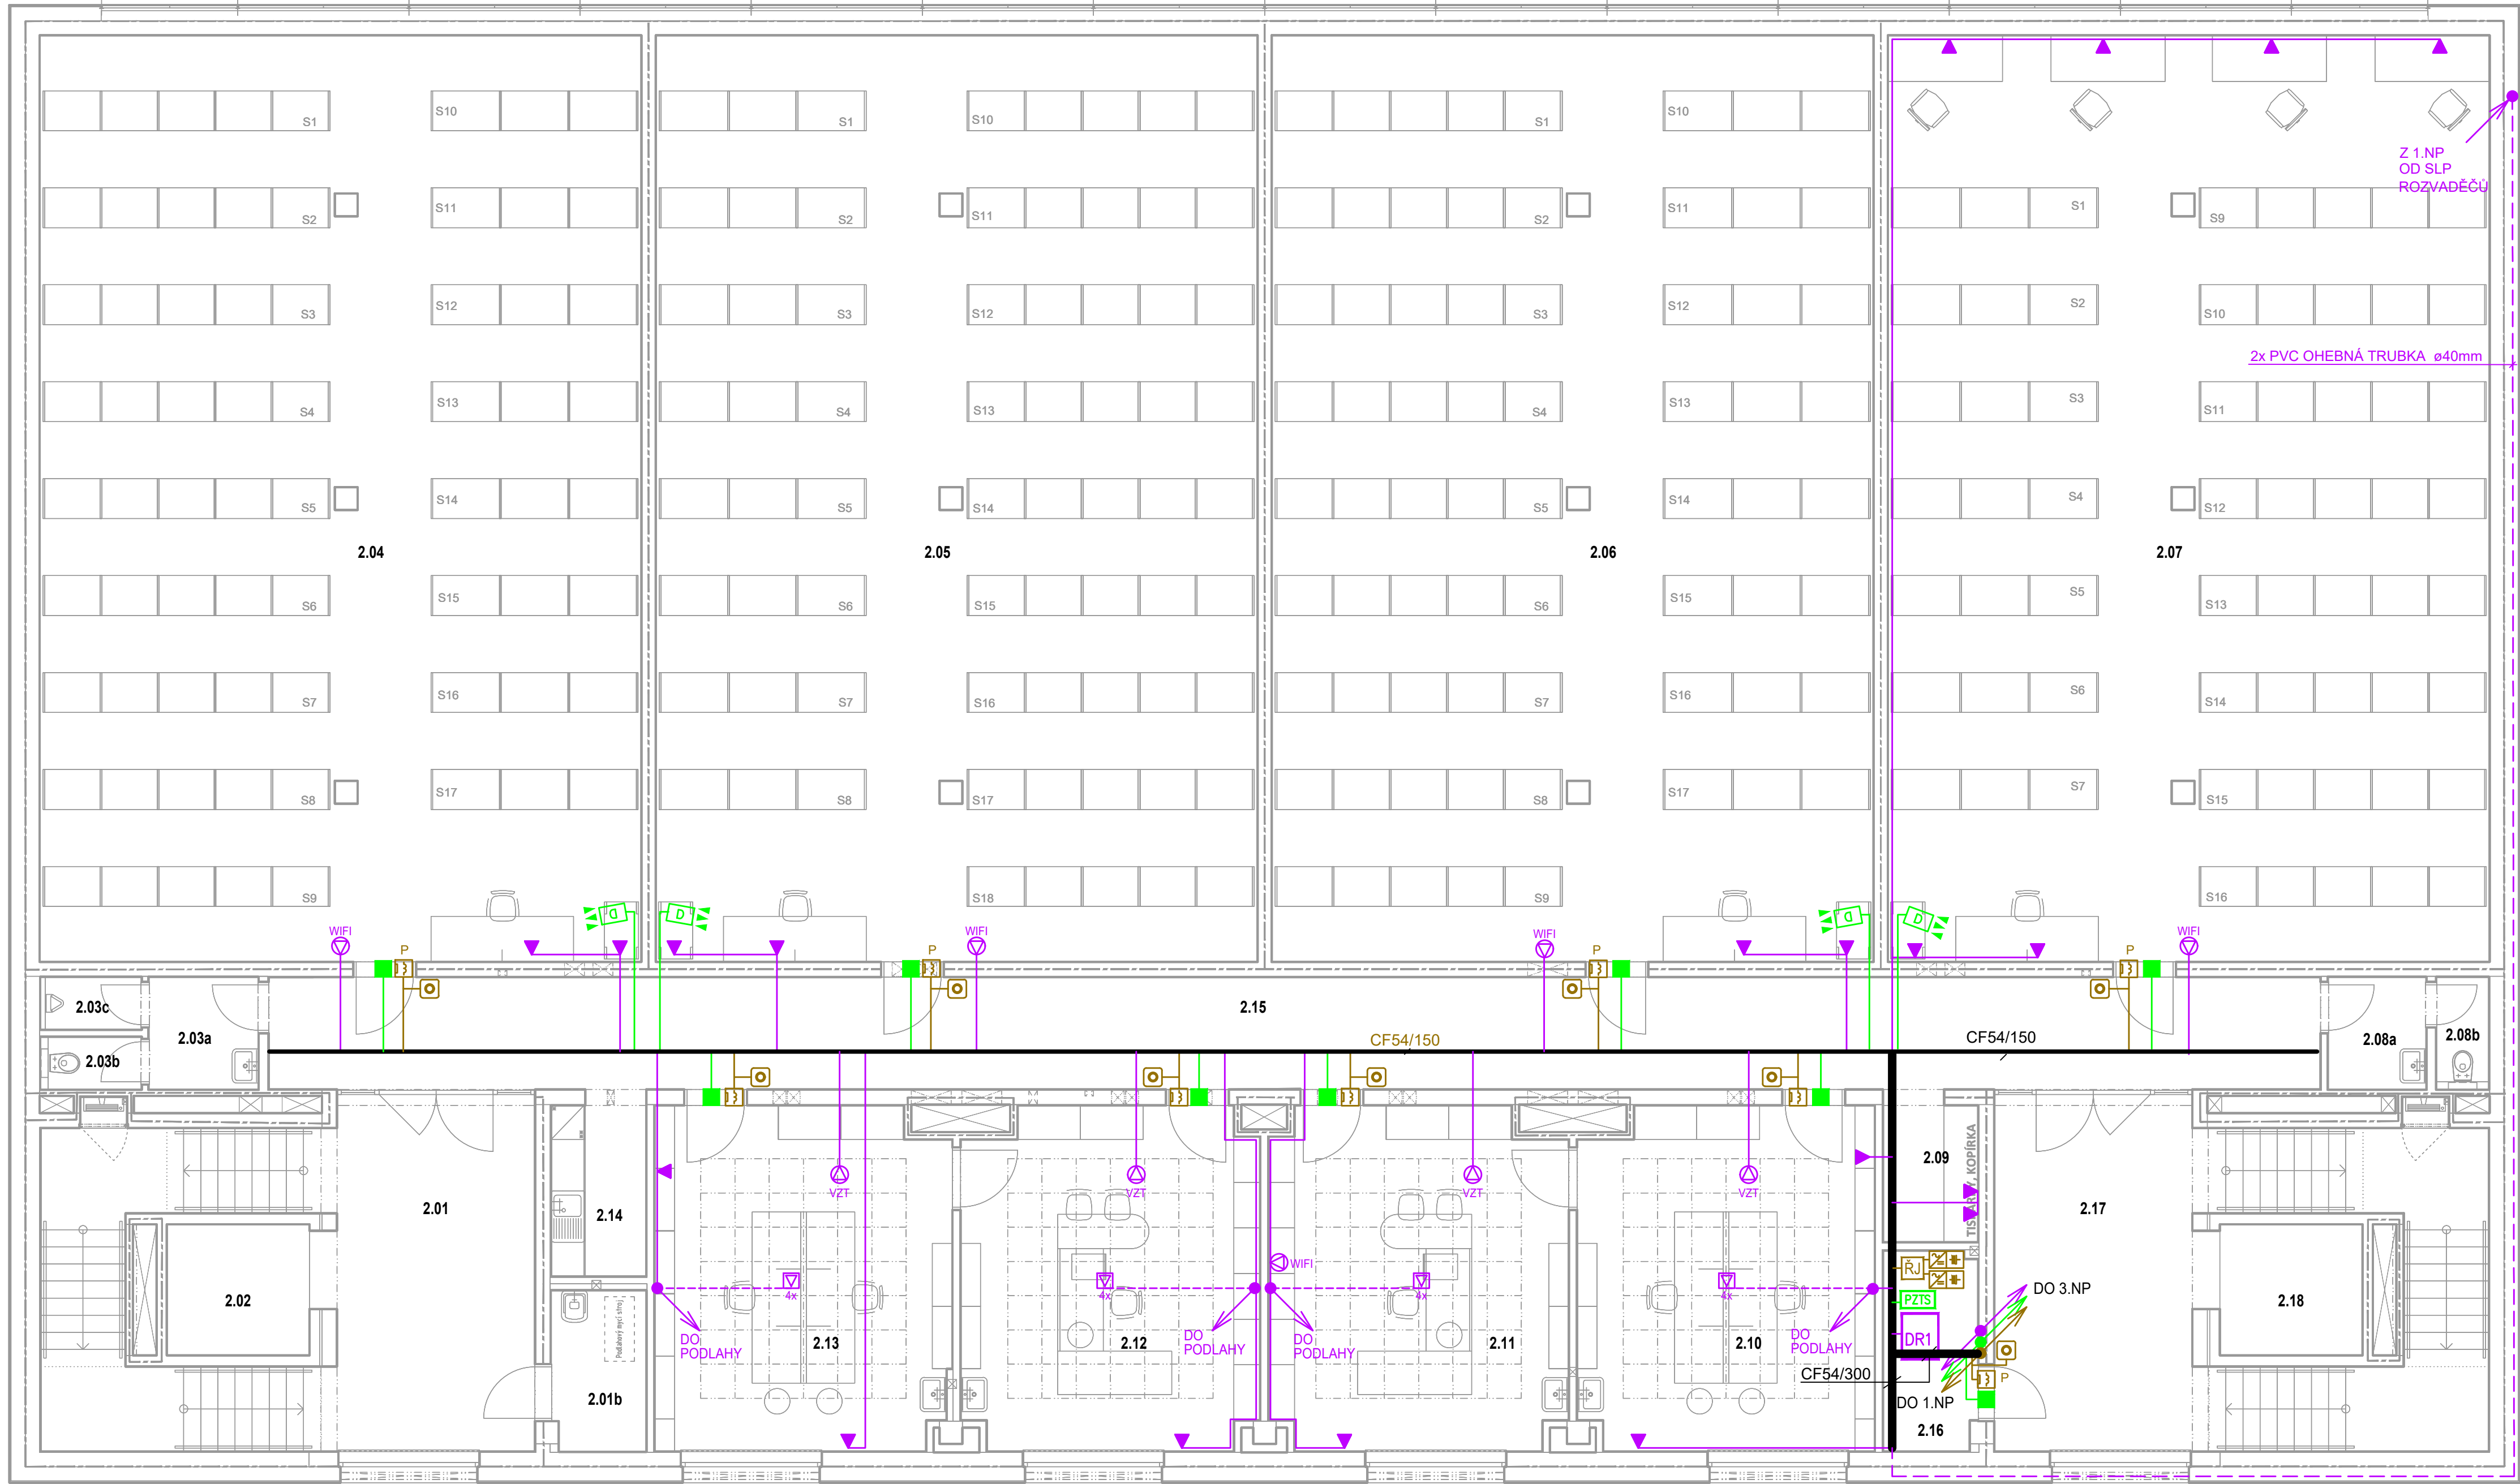 S1
S10
S1
S10
S1
S10
Z 1.NP
OD SLP
ROZVADĚČŮ
S2
S11
S2
S11
S2
S11
S1
S9
S3
S12
S3
S12
S3
S12
S2
S10
2x PVC OHEBNÁ TRUBKA ø40mm
S4
S13
S4
S13
S4
S13
S3
S11
S5
S14
S5
S14
S5
S14
S4
S12
2.04
2.05
2.06
2.07
S6
S15
S6
S15
S6
S15
S5
S13
S7
S16
S7
S16
S7
S16
S6
S14
S8
S17
S8
S17
S8
S17
S7
S15
S9
S18
S9
S16
D
D
D
D
WIFI
WIFI
WIFI
WIFI
P
P
P
P
2.03c
2.03a
2.03b
2.15
CF54/150
CF54/150
2.08a
2.08b
2.01
2.14
VZT
VZT
VZT
VZT
2.09
TISKÁRNY, KOPÍRKA
2.17
2.02
Podlahový mycí stroj
WIFI
4x
4x
4x
4x
ŘJ
PZTS
DR1
DO 3.NP
2.18
DO
PODLAHY
2.13
2.12
DO
PODLAHY
DO
PODLAHY
2.11
2.10
DO
PODLAHY
CF54/300
P
2.01b
DO 1.NP
2.16